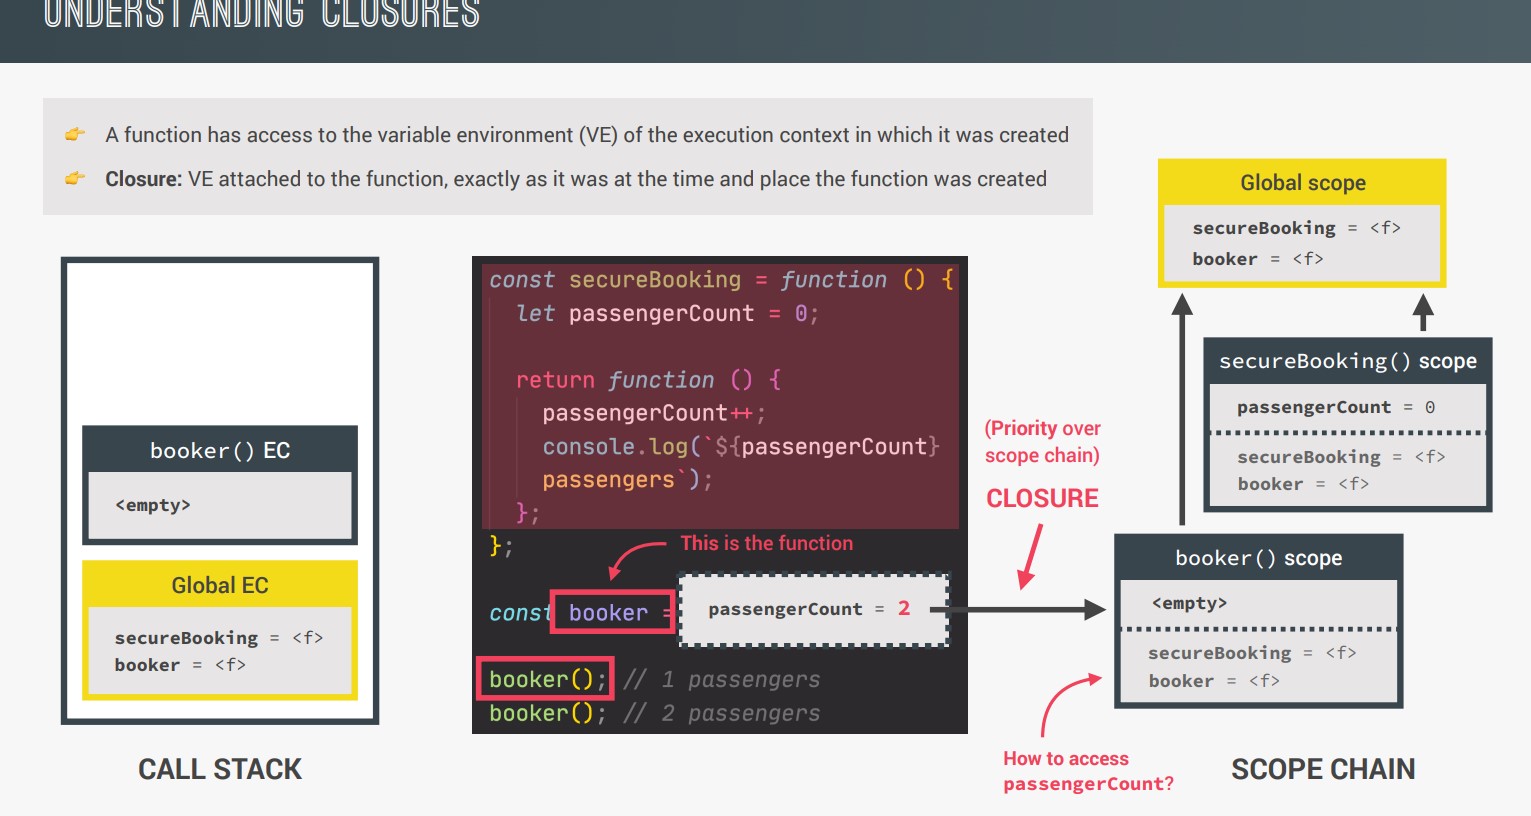 UNDERSTANDING CLOSURES
A function has access to the variable environment (VE) of the execution context in which it was created
Closure: VE attached to the function, exactly as it was at the time and place the function was created
booker() EC
<empty>
Global EC
secureBooking = <f>
booker = <f>
CALL STACK
const secureBooking = function () {
let passengerCount = 0;
return function () {
passengerCount++;
console.log(`${passengerCount}
passengers`);
};
};
This is the function
const booker =
passengerCount = 2
booker(); // 1 passengers
booker(); // 2 passengers
(Priority over
scope chain)
CLOSURE
Global scope
secureBooking = <f>
booker = <f>
secureBooking() scope
passengerCount = 0
secureBooking = <f>
booker = <f>
booker() scope
<empty>
secureBooking = <f>
booker = <f>
How to access
passengerCount?
SCOPE CHAIN